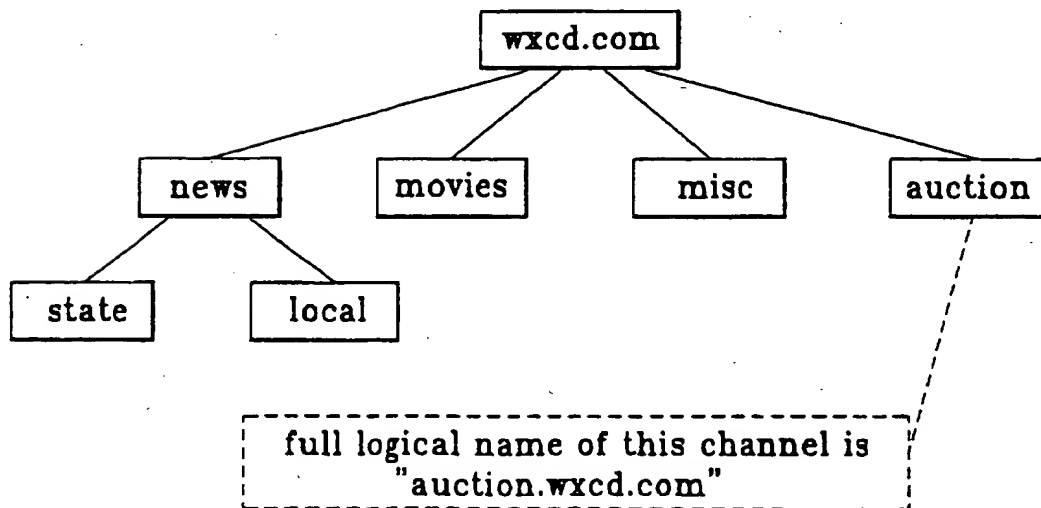 wxcd.com
news
movies
misc
auction
state
local
full logical name of this channel is
"auction.wxcd.com"